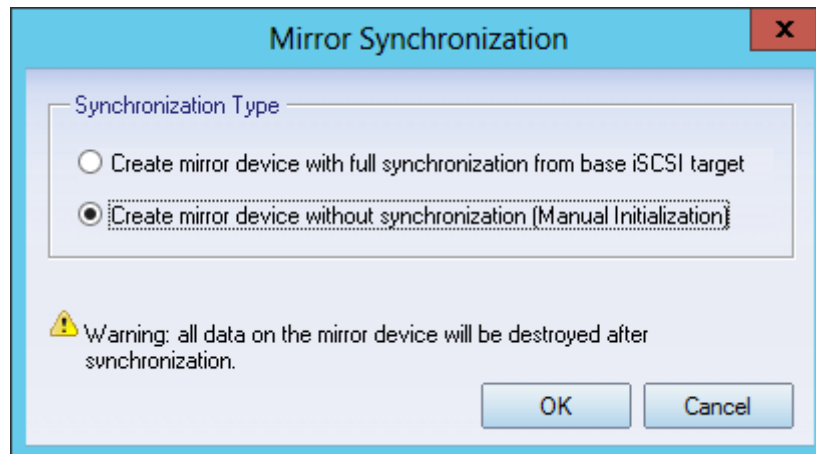 Mirror Synchronization
x
Synchronization Type
Create mirror device with full synchronization from base iSCSI target
Create mirror device without synchronization (Manual Initialization)
Warning: all data on the mirror device will be destroyed after
synchronization.
OK
Cancel